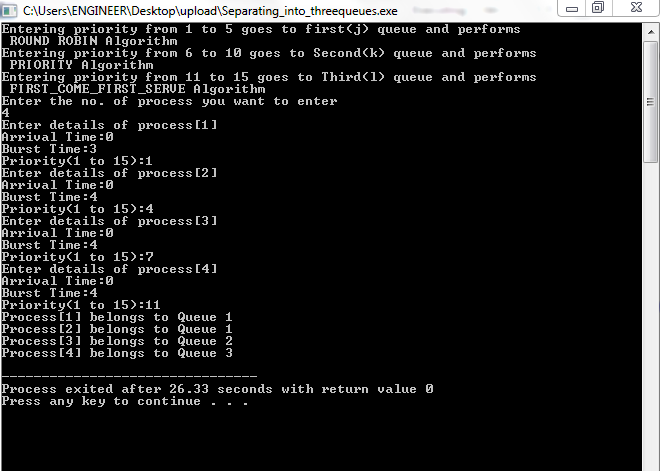 C:\Users\ENGINEER\Desktop\upload\Separating_into_threequeues.exe
Entering priority from 1 to 5 goes to first(j) queue and performs
ROUND ROBIN Algorithm
Entering priority from 6 to 10 goes to Second(k) queue and performs
PRIORITY Algorithm
Entering priority from 11 to 15 goes to Third(l) queue and performs
FIRST_COME_FIRST_SERVE Algorithm
Enter the no. of process you want to enter
4
Enter details of process[1]
Arrival Time:0
Burst Time:3
Priority(1 to 15):1
Enter details of process[2]
Arrival Time:0
Burst Time:4
Priority(1 to 15):4
Enter details of process[3]
Arrival Time:0
Burst Time:4
Priority(1 to 15):7
Enter details of process[4]
Arrival Time:0
Burst Time:4
Priority(1 to 15):11
Process[1] belongs to Queue 1
Process[2] belongs to Queue 1
Process[3] belongs to Queue 2
Process[4] belongs to Queue 3
--------------------------------
Process exited after 26.33 seconds with return value 0
Press any key to continue . . .